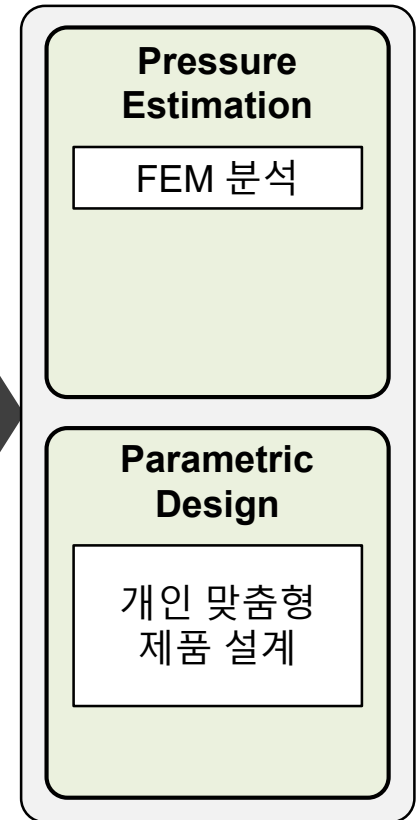 Pressure
Estimation
FEM 분석
Parametric
Design
개인 맞춤형
제품 설계